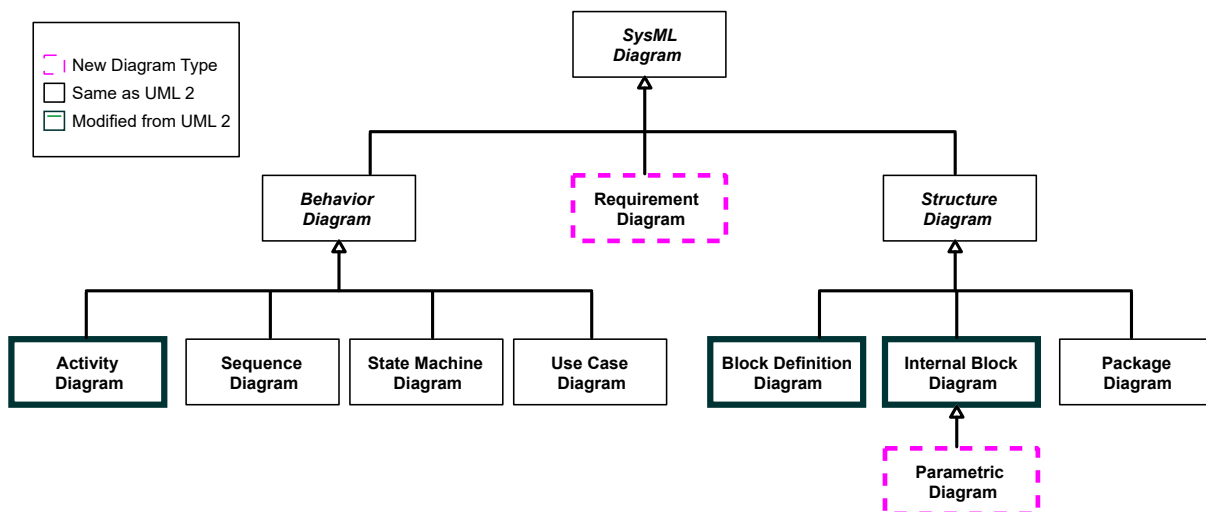 SysML
Diagram
New Diagram Type
Same as UML 2
Modified from UML 2
Behavior
Diagram
Requirement
Diagram
Structure
Diagram
Activity
Diagram
Sequence
Diagram
State Machine
Diagram
Use Case
Diagram
Block Definition
Diagram
Internal Block
Diagram
Package
Diagram
Parametric
Diagram